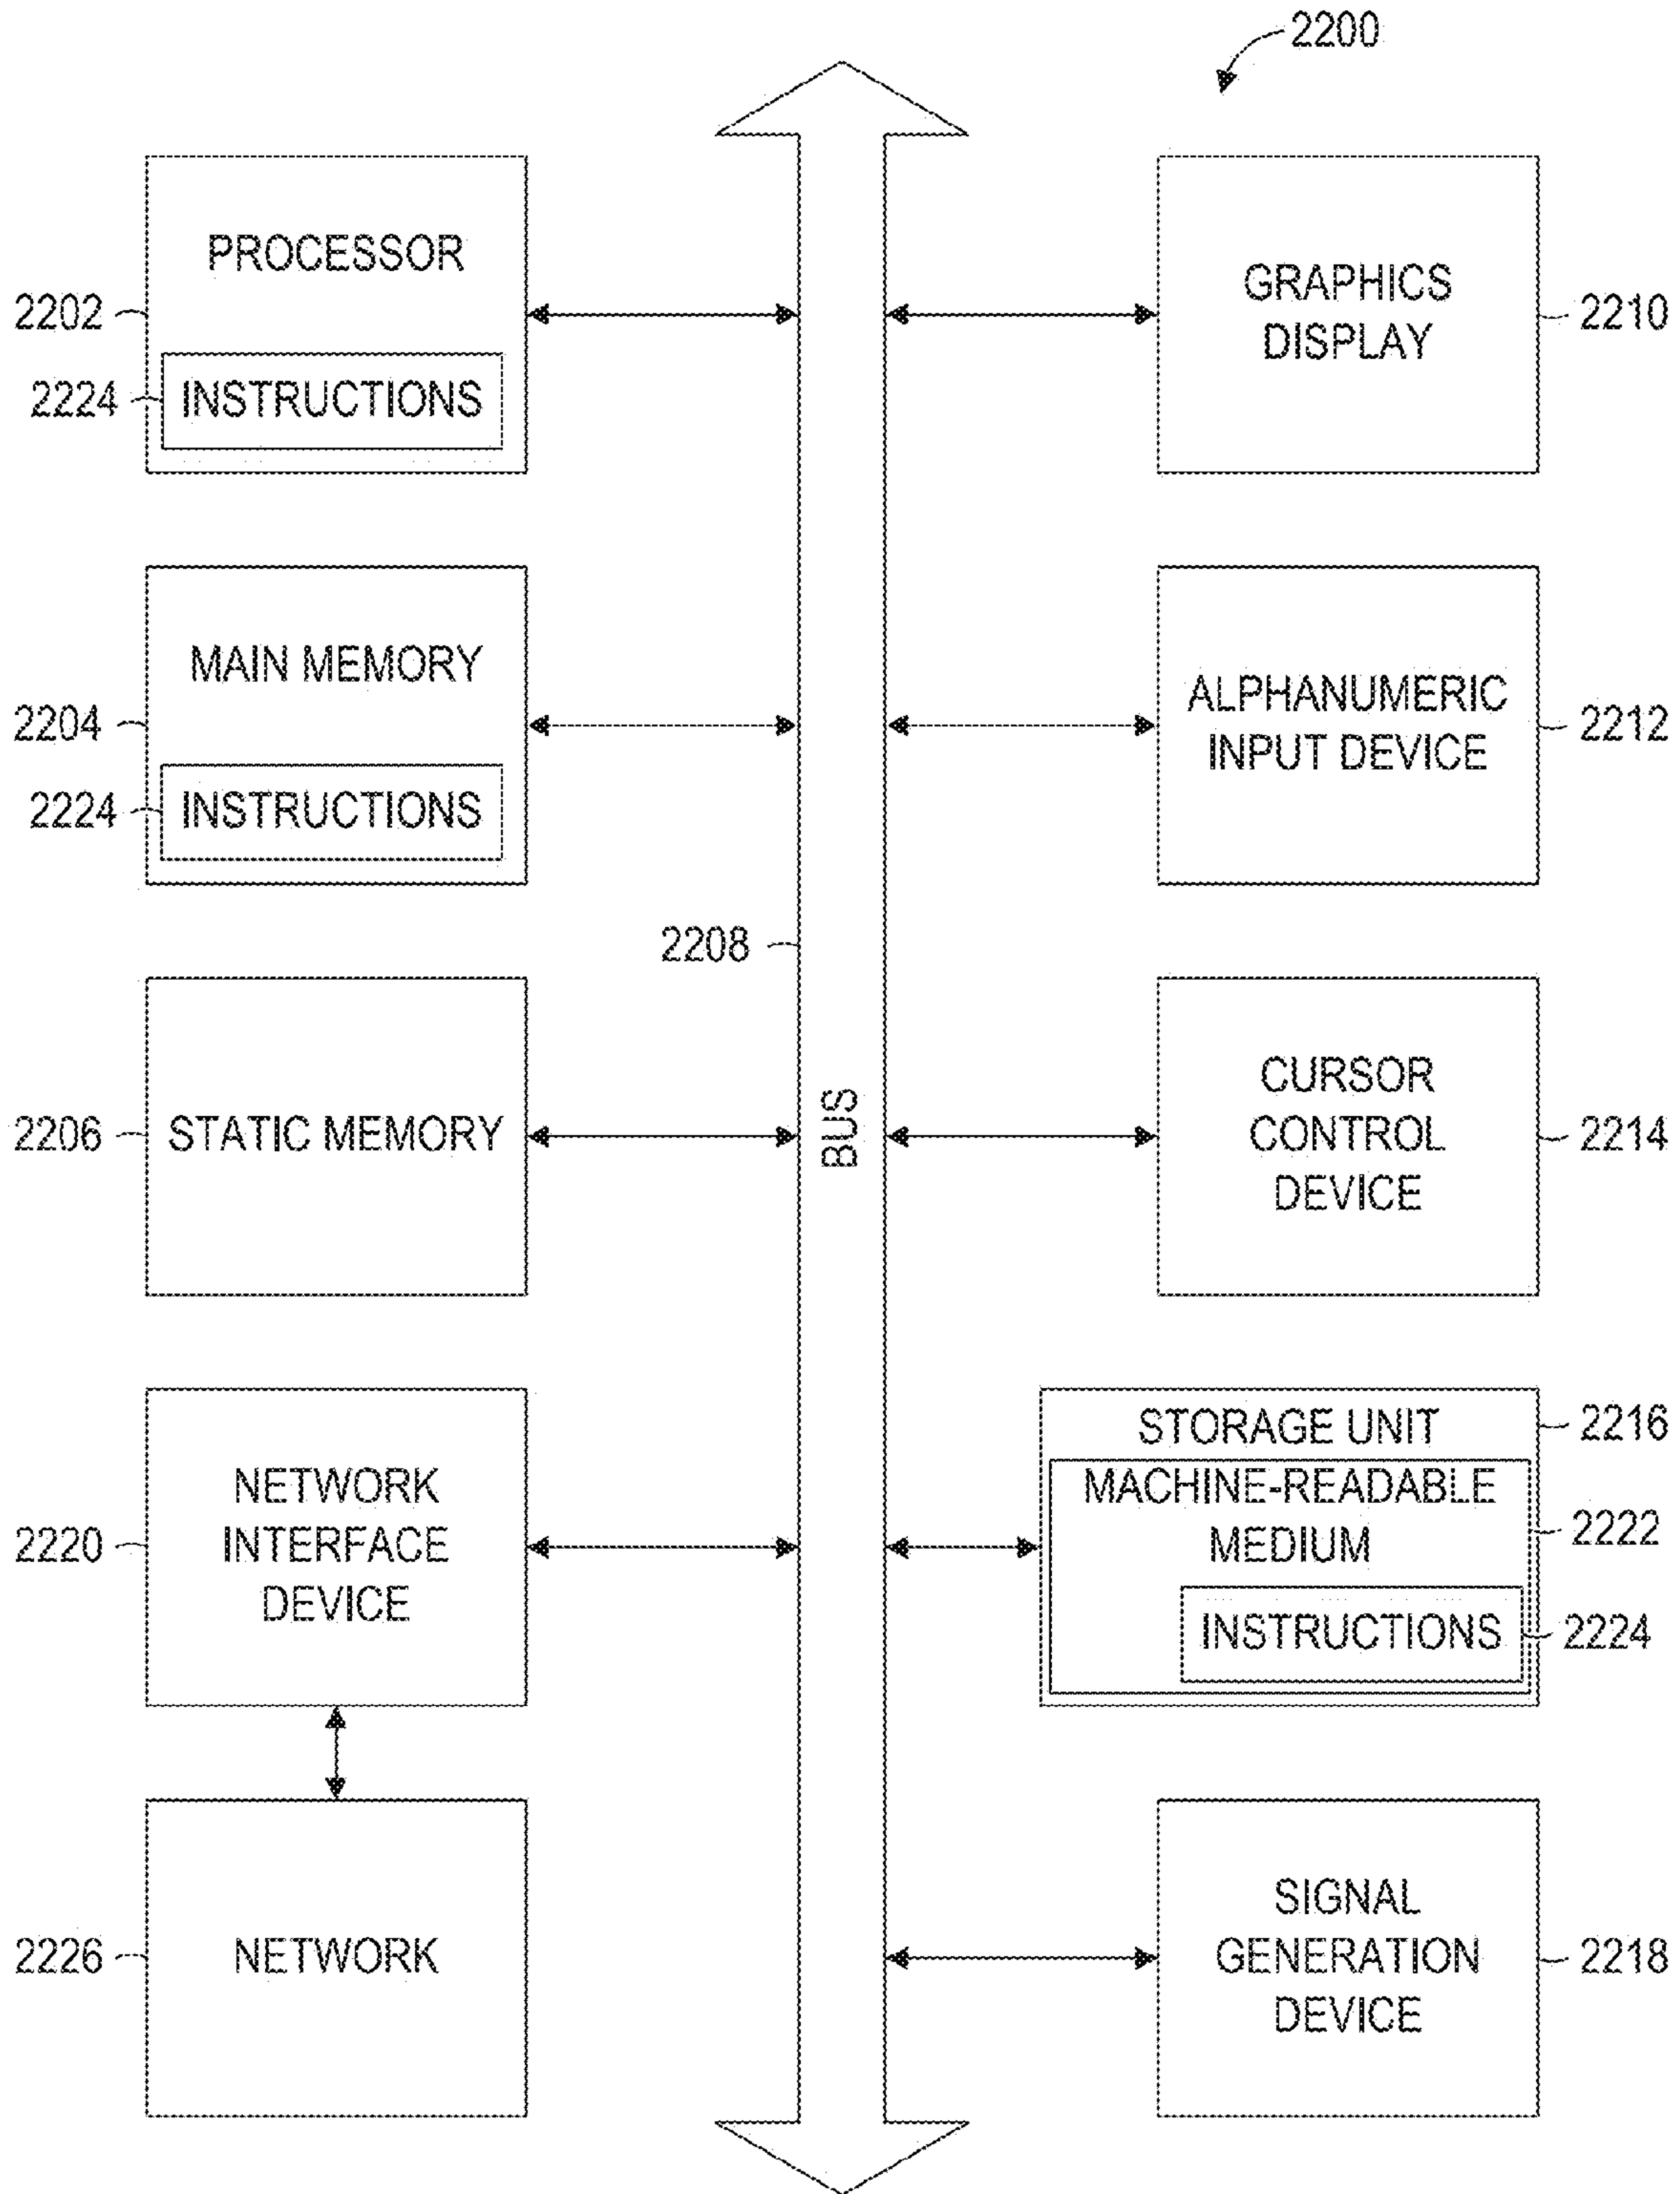 2200
PROCESSOR
2202
2224
INSTRUCTIONS
MAIN MEMORY
2204
2224
INSTRUCTIONS
2206
STATIC MEMORY
NETWORK
INTERFACE
DEVICE
2220
2226
NETWORK
2208
BUS
GRAPHICS
DISPLAY
2210
ALPHANUMERIC
INPUT DEVICE
2212
CURSOR
CONTROL
DEVICE
2214
STORAGE UNIT
2216
MACHINE-READABLE
MEDIUM
2222
INSTRUCTIONS
2224
SIGNAL
GENERATION
DEVICE
2218